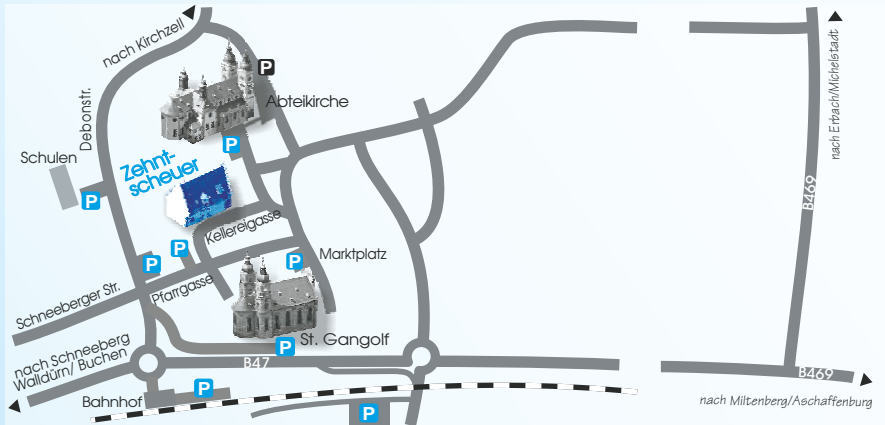 nach Kirchzell
P
Abteikirche
Debonstr.
P
Schulen
Zehnt-
scheuer
P
Kellereigasse
P
P
P
Marktplatz
Pfarrgasse
Schneeberger Str.
St. Gangolf
P
nach Schneeberg
Walldürn/ Buchen
B47
Bahnhof
P
P
nach Erbach/Michelstadt
B469
B469
nach Miltenberg/Aschaffenburg